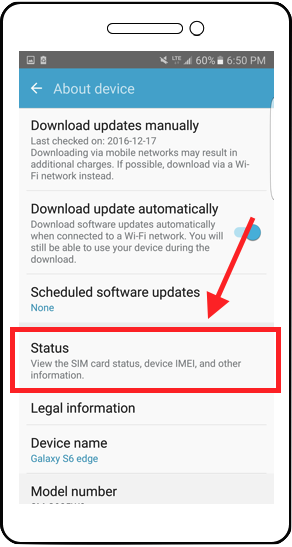 LTE 60% 6:50 PM
About device
Download updates manually
Last checked on: 2016-12-17
Downloading via mobile networks may result in
additional charges. If possible, download via a Wi-
Fi network instead.
Download update automatically
Download software updates automatically
when connected to a Wi-Fi network. You will
still be able to use your device during the
download.
Scheduled software updates
None
Status
View the SIM card status, device IMEI, and other
information.
Legal information
Device name
Galaxy S6 edge
Model number